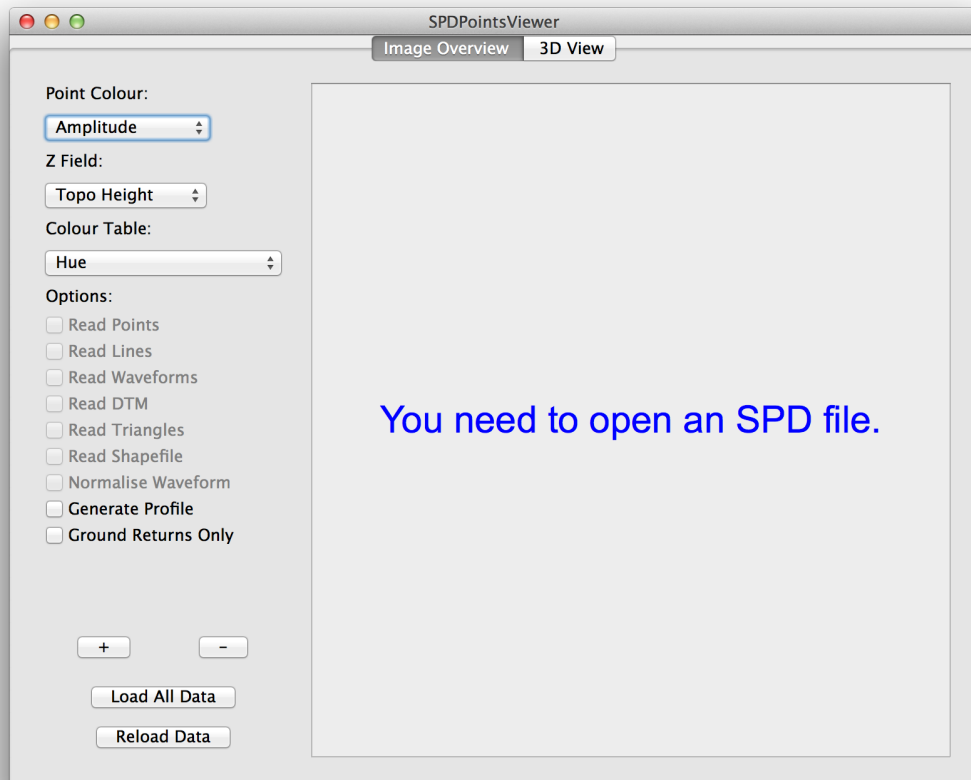 SPDPointsViewer
Image Overview
3D View
Point Colour:
Amplitude
Z Field:
Topo Height
Colour Table:
Hue
Options:
Read Points
Read Lines
Read Waveforms
Read DTM
Read Triangles
Read Shapefile
Normalise Waveform
Generate Profile
Ground Returns Only
+
-
Load All Data
Reload Data
You need to open an SPD file.